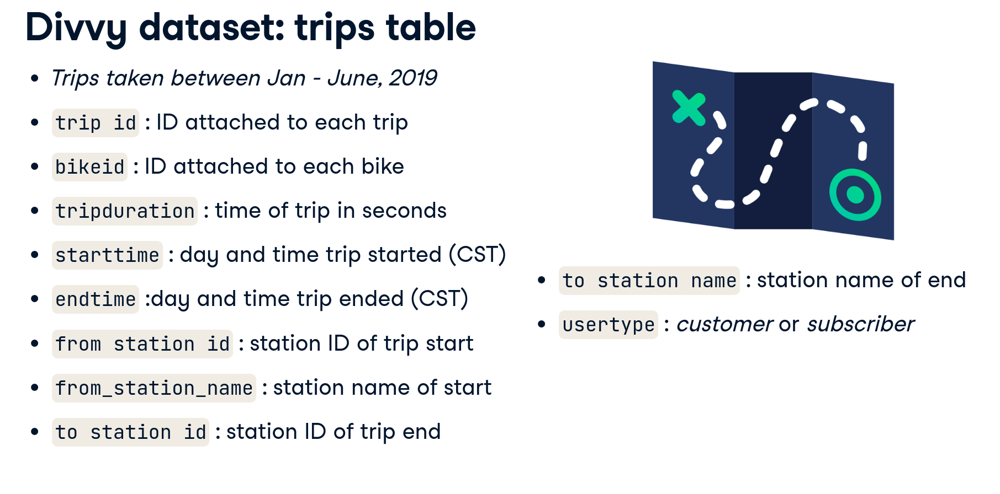 Divvy dataset: trips table
• Trips taken between Jan - June, 2019
• trip id : ID attached to each trip
• bikeid : ID attached to each bike
• tripduration : time of trip in seconds
• starttime : day and time trip started (CST)
• endtime :day and time trip ended (CST)
• from station id : station ID of trip start
• from_station_name : station name of start
• to station id : station ID of trip end
• to station name : station name of end
• usertype : customer or subscriber